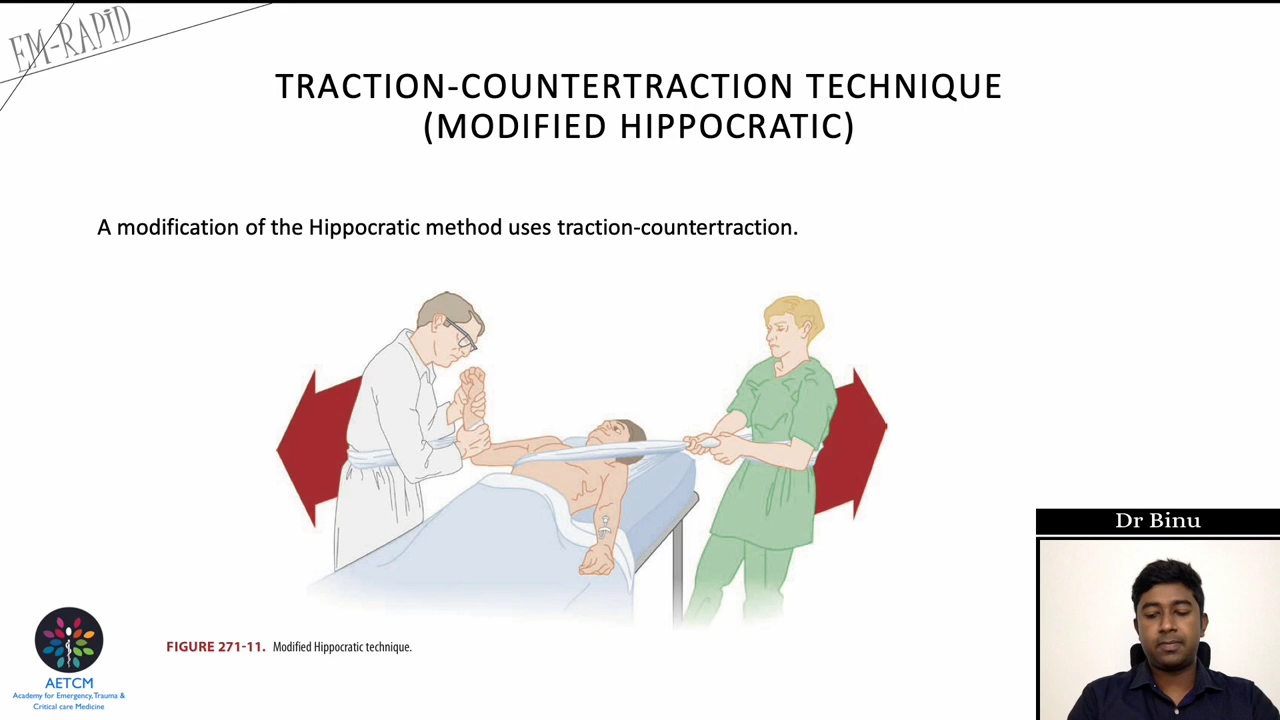 EM-RAPID
TRACTION-COUNTERTRACTION TECHNIQUE
(MODIFIED HIPPOCRATIC)
A modification of the Hippocratic method uses traction-countertraction.
FIGURE 271-11. Modified Hippocratic technique.
AETCM
Academy for Emergency,Trauma &
Critical care Medicine
Dr Binu